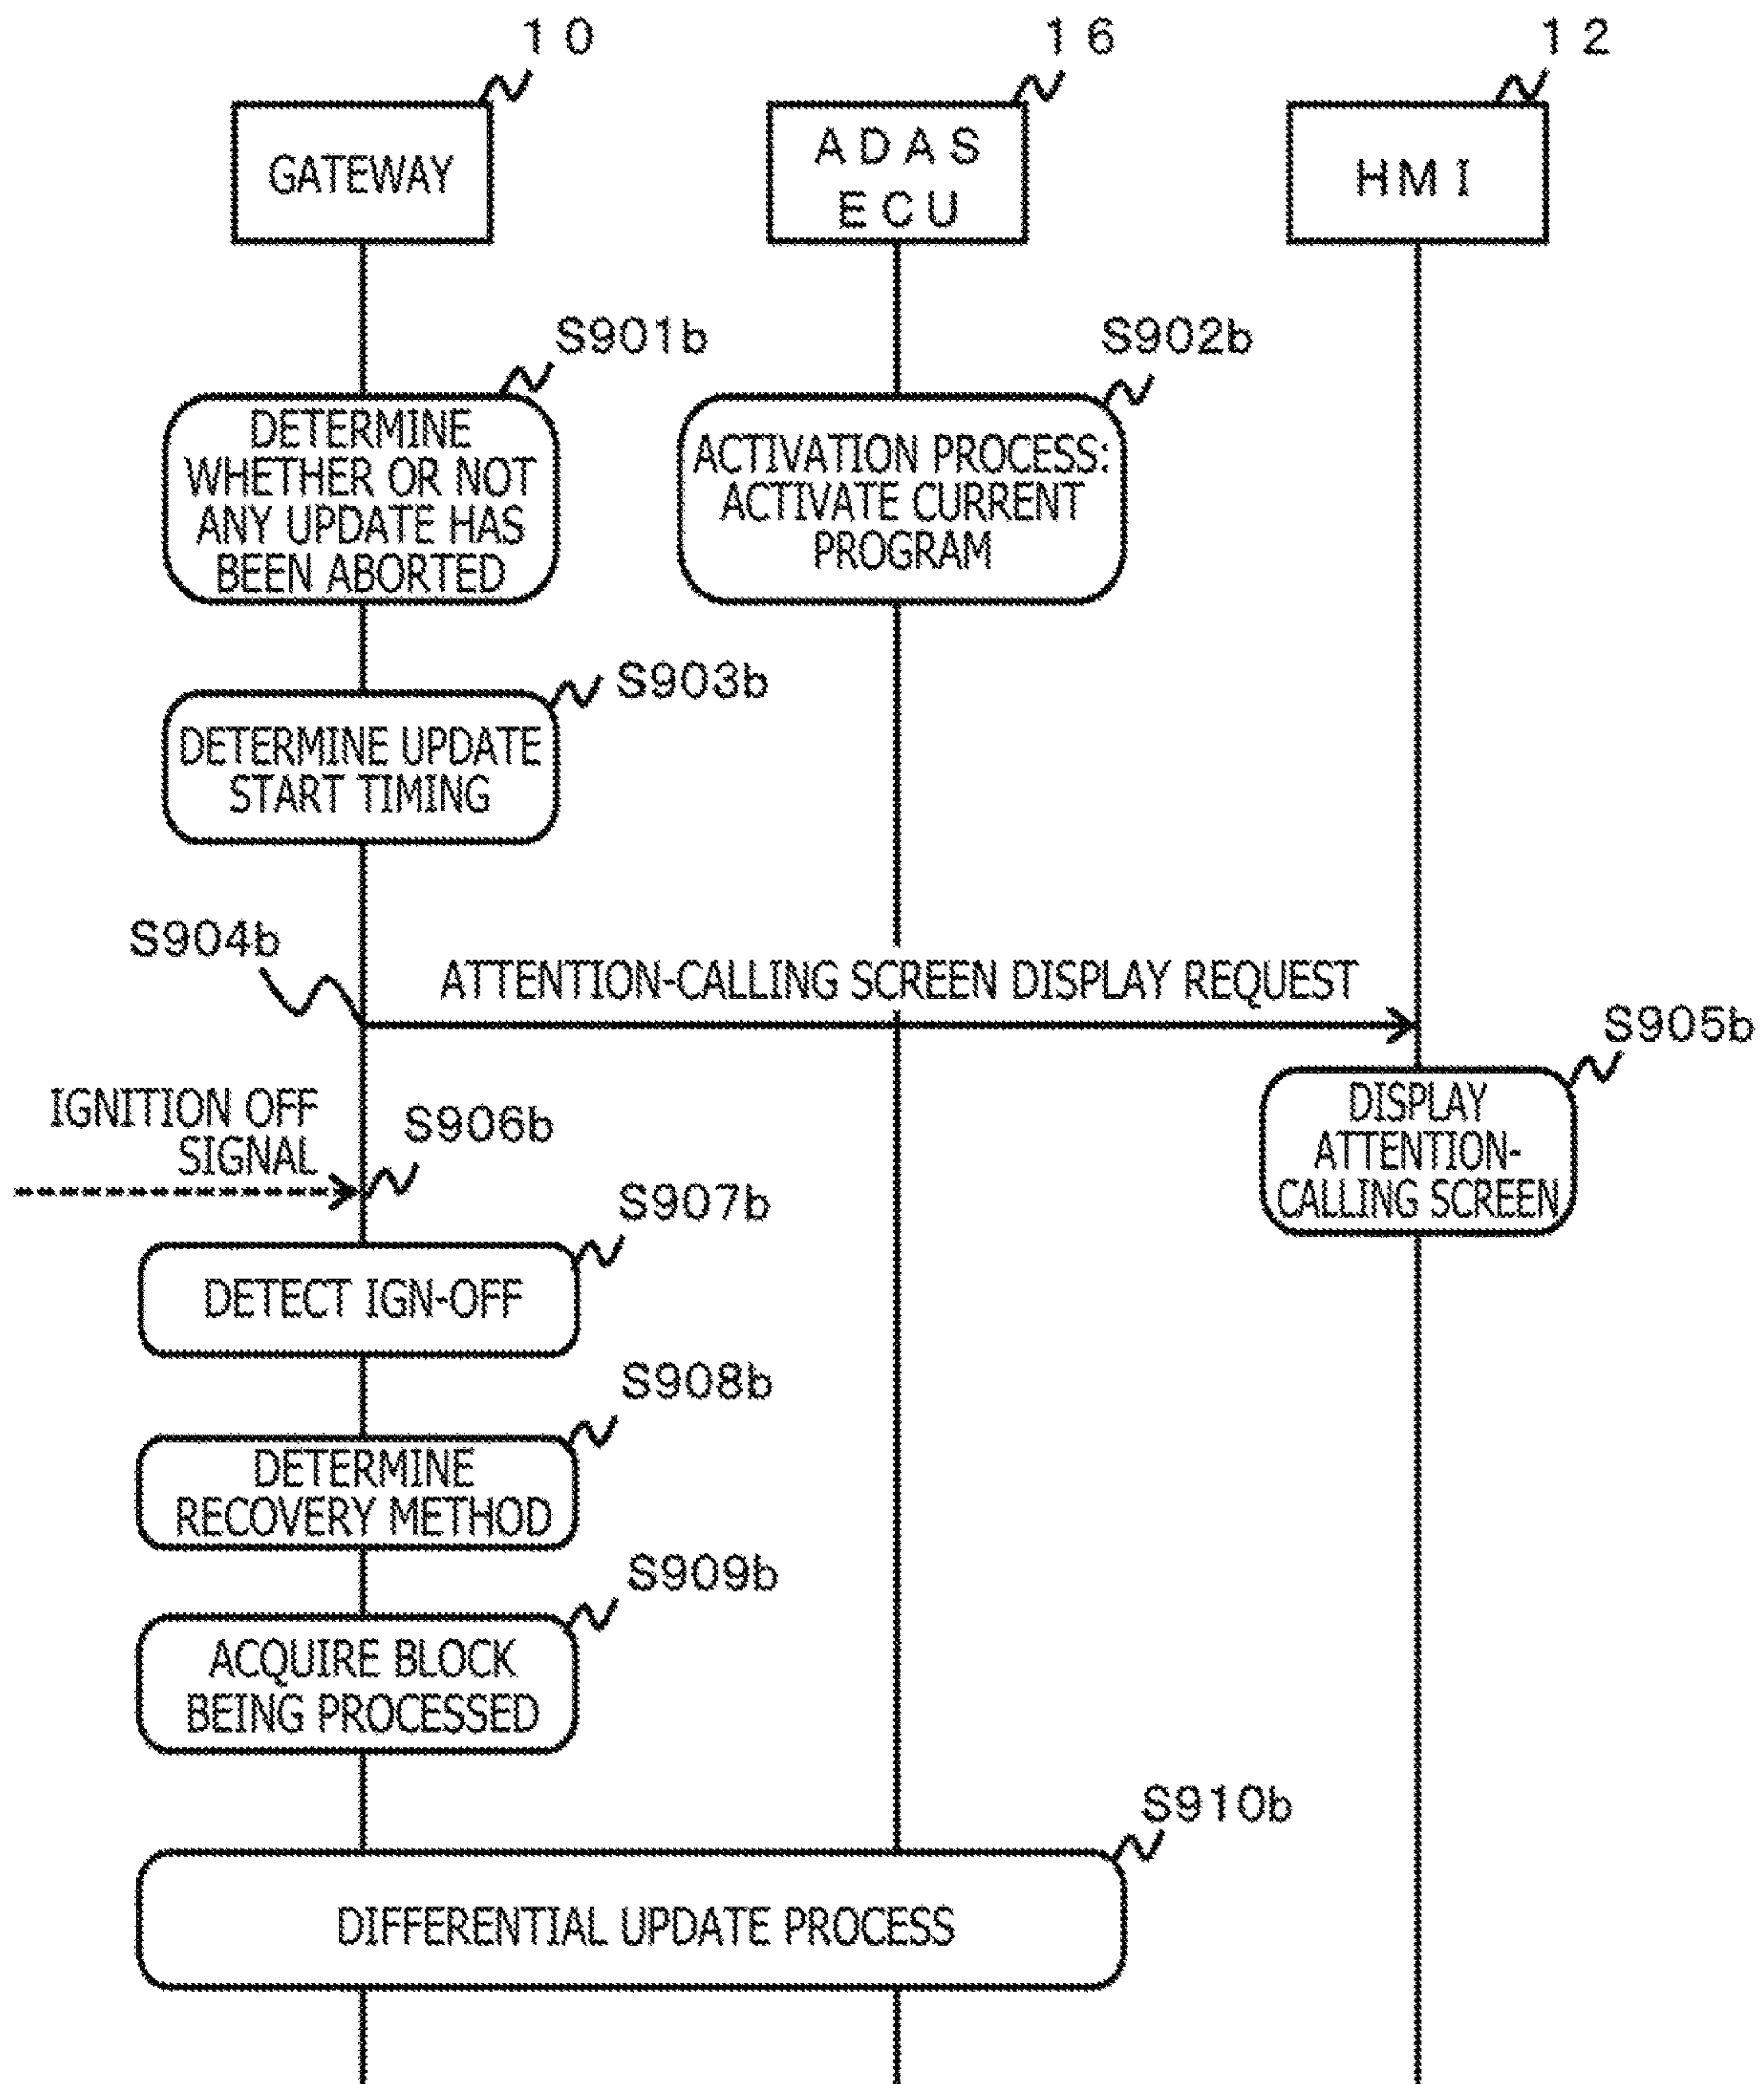 10
16
12
GATEWAY
ADAS
ECU
HMI
S901b
S902b
DETERMINE
WHETHER OR NOT
ANY UPDATE HAS
BEEN ABORTED
ACTIVATION PROCESS:
ACTIVATE CURRENT
PROGRAM
S903b
DETERMINE UPDATE
START TIMING
S904b
ATTENTION-CALLING SCREEN DISPLAY REQUEST
S905b
DISPLAY
ATTENTION-
CALLING SCREEN
IGNITION OFF
SIGNAL
S906b
S907b
DETECT IGN-OFF
S908b
DETERMINE
RECOVERY METHOD
S909b
ACQUIRE BLOCK
BEING PROCESSED
S910b
DIFFERENTIAL UPDATE PROCESS